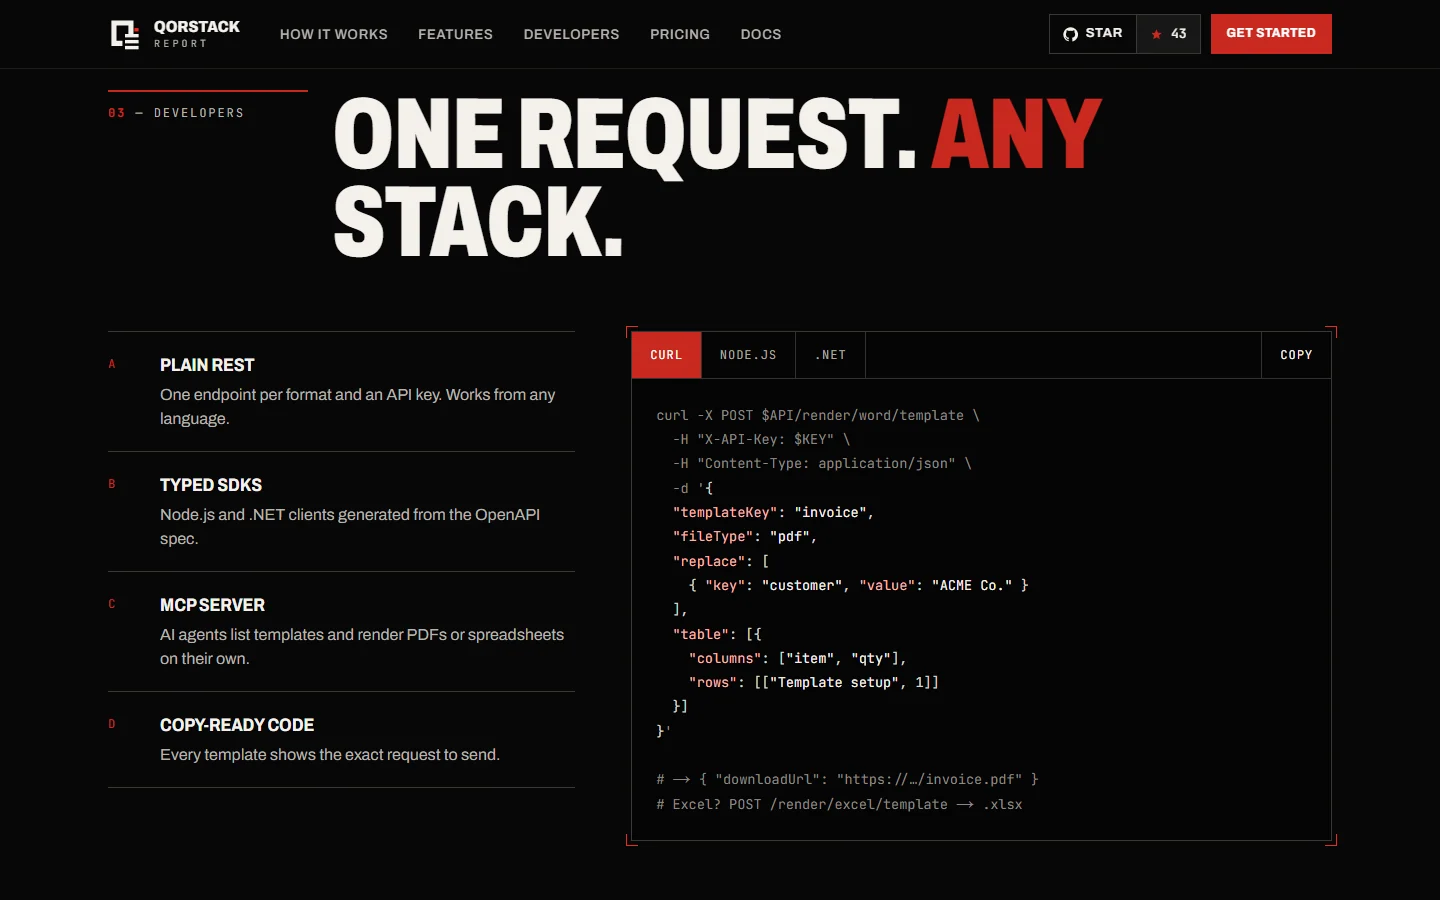 QORSTACK
REPORT
HOW IT WORKS
FEATURES
DEVELOPERS
PRICING
DOCS
STAR
43
GET STARTED
03 — DEVELOPERS
ONE REQUEST. ANY
STACK.
A
PLAIN REST
One endpoint per format and an API key. Works from any
language.
B
TYPED SDKS
Node.js and .NET clients generated from the OpenAPI
spec.
C
MCP SERVER
AI agents list templates and render PDFs or spreadsheets
on their own.
D
COPY-READY CODE
Every template shows the exact request to send.
CURL
NODE.JS
.NET
COPY
curl -X POST $API/render/word/template \
  -H "X-API-Key: $KEY" \
  -H "Content-Type: application/json" \
  -d '{
  "templateKey": "invoice",
  "fileType": "pdf",
  "replace": [
    { "key": "customer", "value": "ACME Co." }
  ],
  "table": [{
    "columns": ["item", "qty"],
    "rows": [["Template setup", 1]]
  }]
}'
# → { "downloadUrl": "https://…/invoice.pdf" }
# Excel? POST /render/excel/template → .xlsx